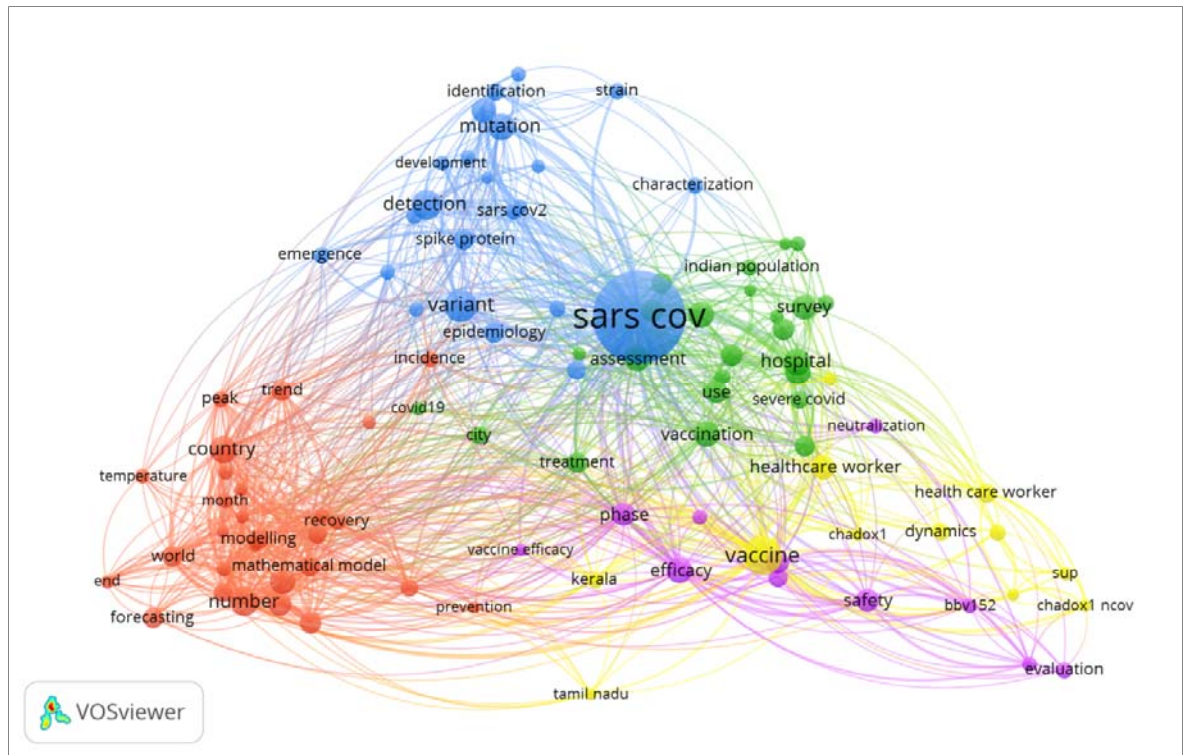 identification
strain
mutation
development
characterization
detection
sars cov2
spike protein
emergence
indian population
variant
survey
sars cov
epidemiology
incidence
assessment
hospital
peak
trend
use
severe covid
covid19
neutralization
city
vaccination
country
treatment
healthcare worker
temperature
health care worker
month
phase
recovery
dynamics
chadox1
modelling
vaccine efficacy
vaccine
world
mathematical model
efficacy
kerala
sup
end
number
prevention
safety
bbv152
chadox1 ncov
forecasting
evaluation
tamil nadu
VOSviewer